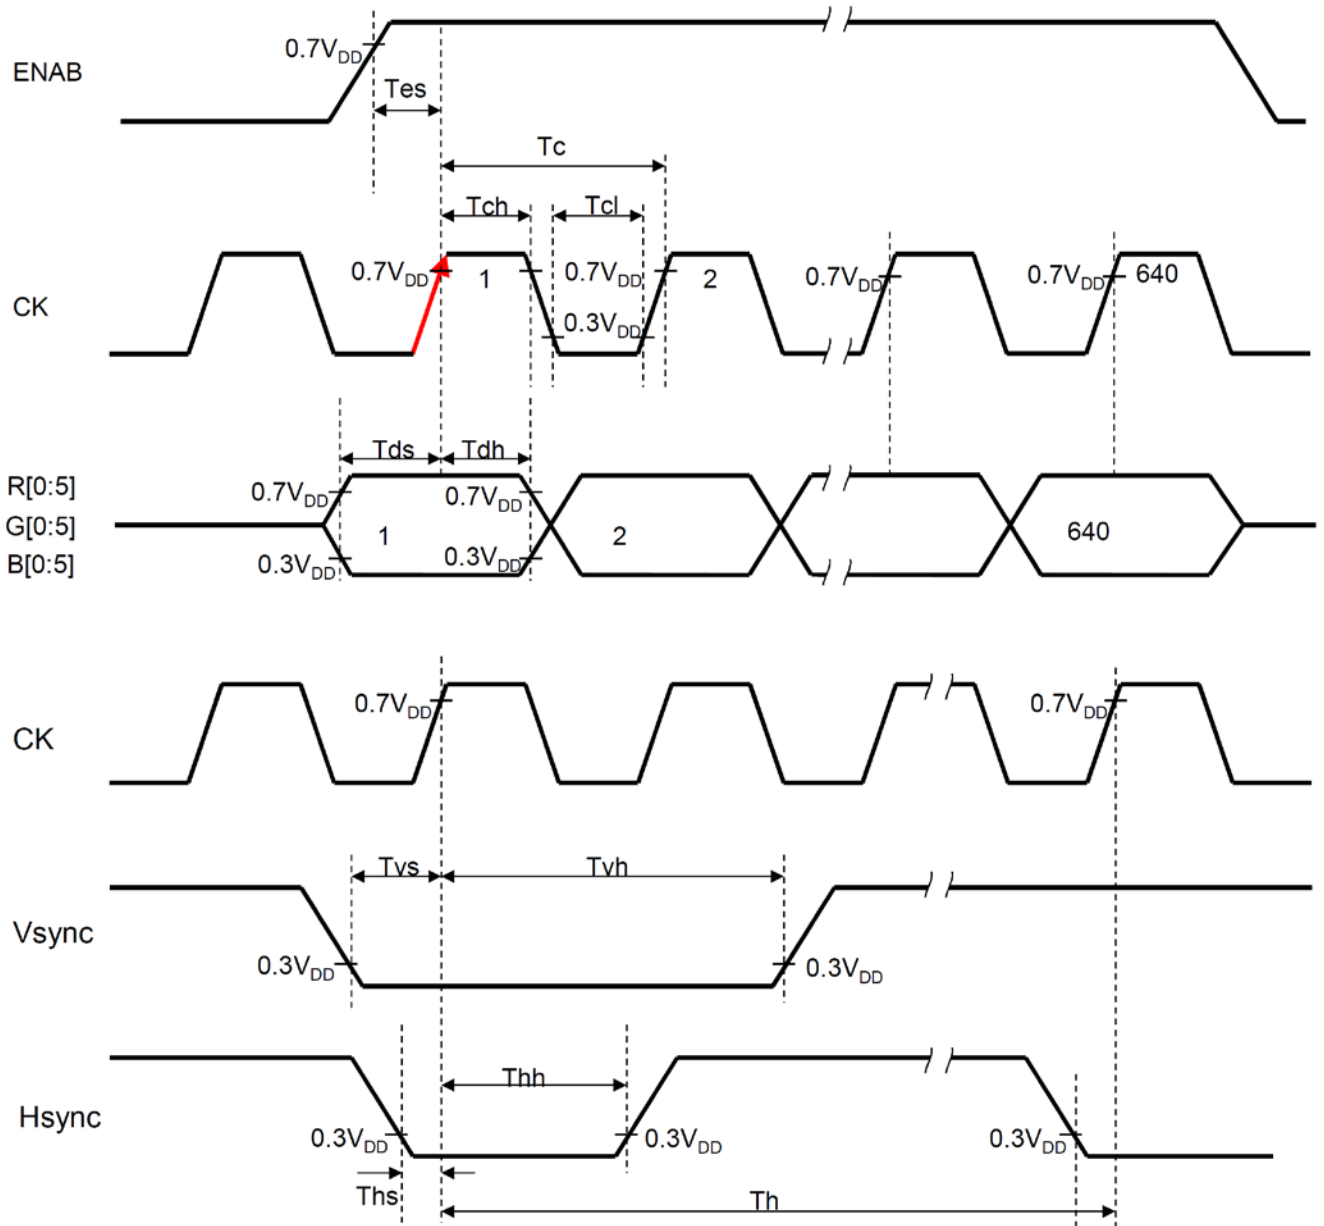 0.7VDD
ENAB
Tes
Tc
Tch
Tcl
0.7VDD
1
0.7VDD
2
0.7VDD
0.7VDD
640
CK
0.3VDD
Tds
Tdh
R[0:5]
0.7VDD
0.7VDD
G[0:5]
1
2
640
B[0:5]
0.3VDD
0.3VDD
0.7VDD
0.7VDD
CK
Tvs
Tvh
Vsync
0.3VDD
0.3VDD
Thh
Hsync
0.3VDD
0.3VDD
0.3VDD
Ths
Th